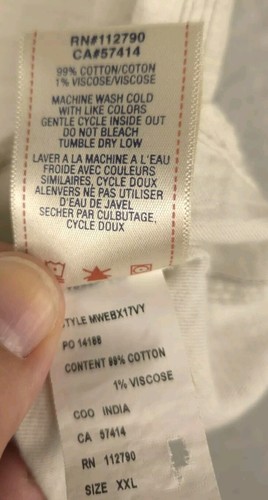 RN#112790
CA#57414
99% COTTON/COTON
1% VISCOSE/VISCOSE
MACHINE WASH COLD
WITH LIKE COLORS
GENTLE CYCLE INSIDE OUT
DO NOT BLEACH
TUMBLE DRY LOW
LAVER A LA MACHINE A L'EAU
FROIDE AVEC COULEURS
SIMILAIRES, CYCLE DOUX
ALENVERS NE PAS UTILISER
D'EAU DE JAVEL
SECHER PAR CULBUTAGE,
CYCLE DOUX
STYLE MWEBX17VY
PO 14188
CONTENT 99% COTTON
1% VISCOSE
COO INDIA
CA 57414
RN 112790
SIZE XXL